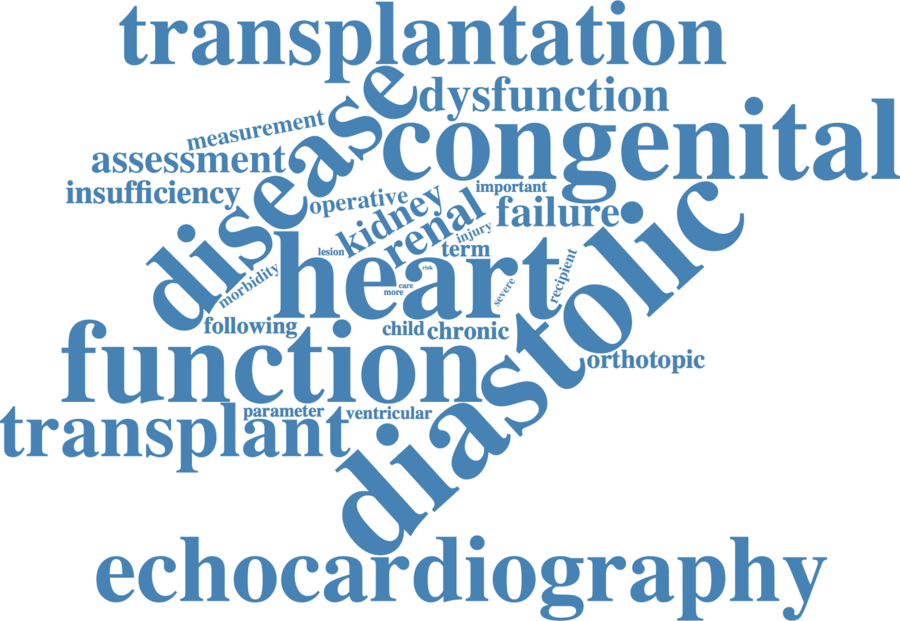 transplantation
disease
dysfunction
measurement
congenital
assessment
insufficiency
operative
kidney
important
renal
failure
injury
diastolic
heart
lesion
term
risk
morbidity
care
more
severe
recipient
following
child
chronic
function
orthotopic
parameter
ventricular
transplant
echocardiography